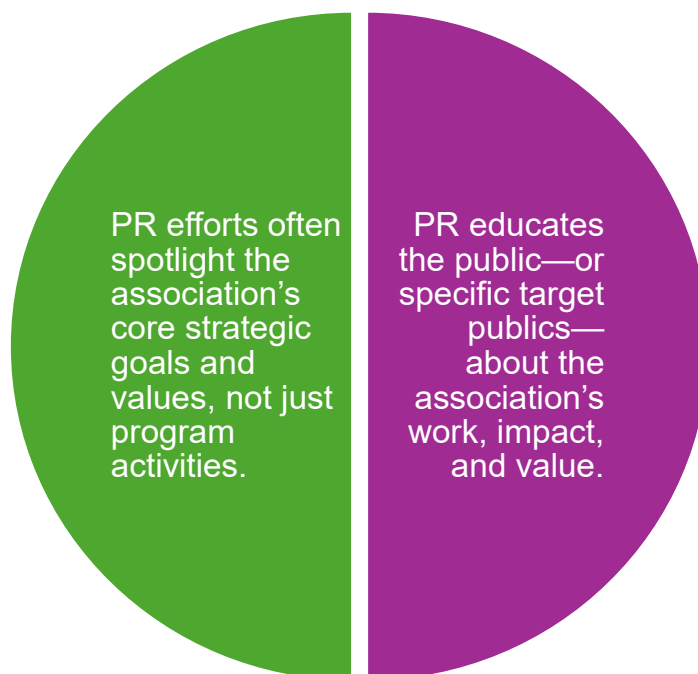 PR efforts often
spotlight the
association’s
core strategic
goals and
values, not just
program
activities.
PR educates
the public—or
specific target
publics—
about the
association’s
work, impact,
and value.